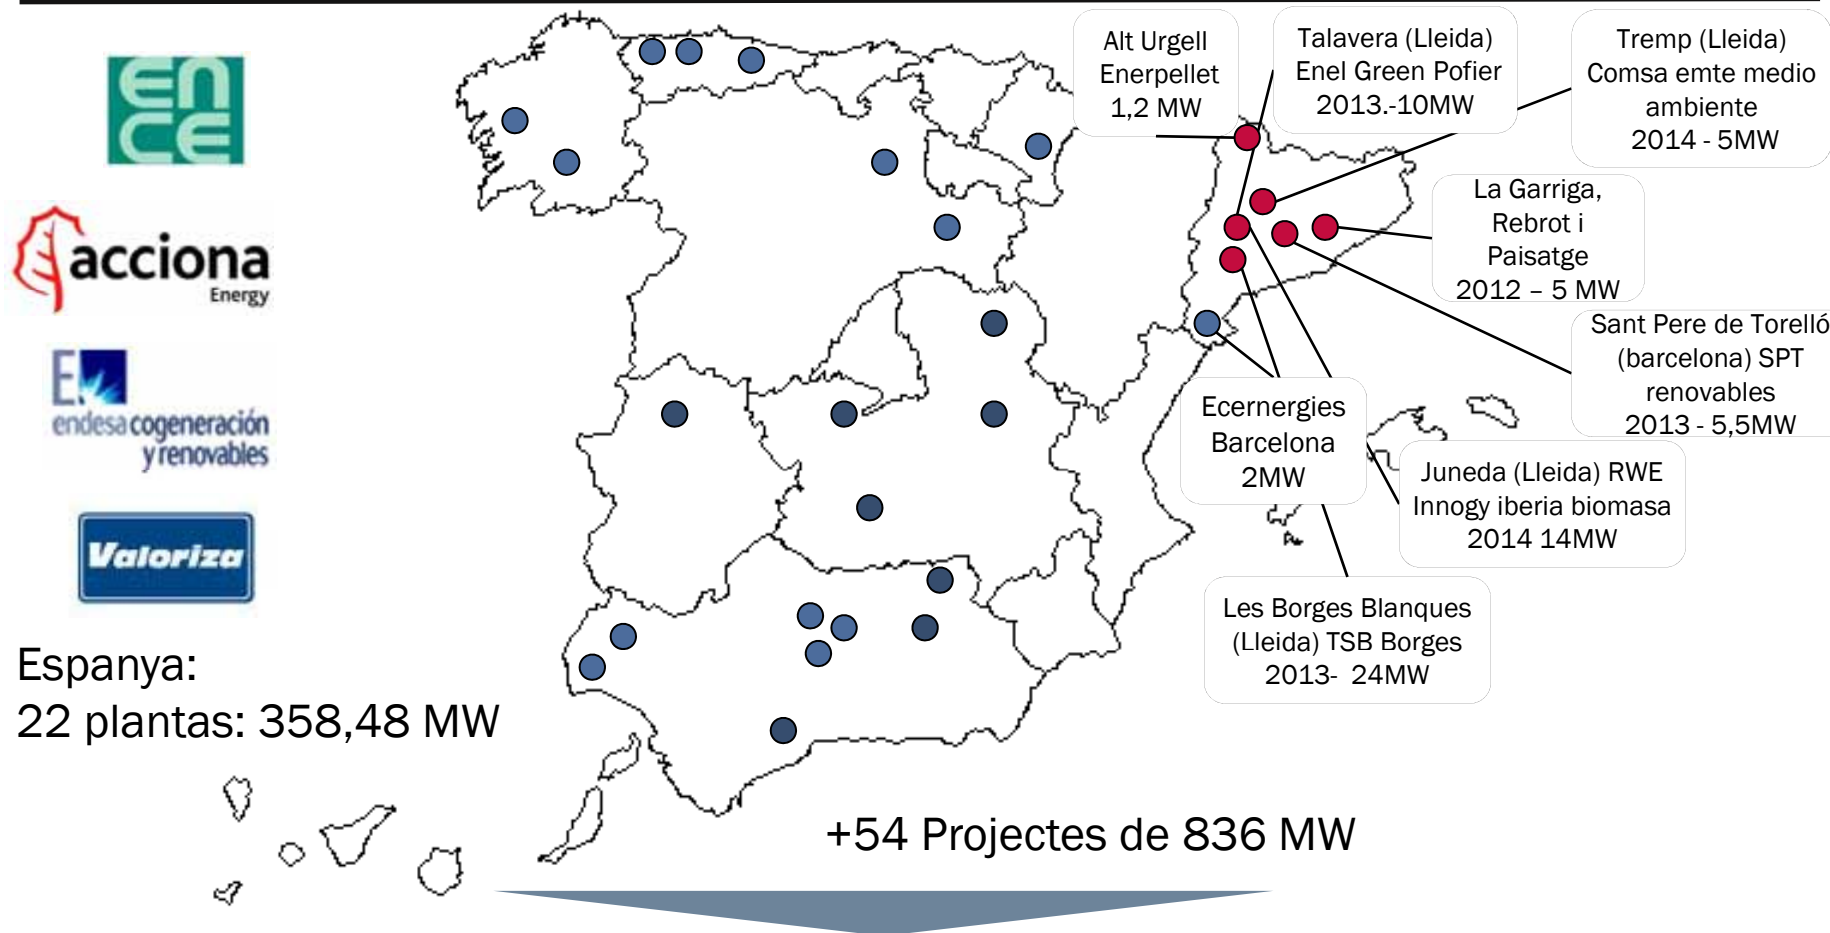 EN
CE
acciona
Energy
endesa cogeneración
y renovables
Valoriza
Espanya:
22 plantas: 358,48 MW
Alt Urgell
Enerpellet
1,2 MW
Talavera (Lleida)
Enel Green Pofier
2013.-10MW
Tremp (Lleida)
Comsa emte medio
ambiente
2014 - 5MW
La Garriga,
Rebrot i
Paisatge
2012 – 5 MW
Sant Pere de Torelló
(barcelona) SPT
renovables
2013 - 5,5MW
Ecernergies
Barcelona
2MW
Juneda (Lleida) RWE
Innogy iberia biomasa
2014 14MW
Les Borges Blanques
(Lleida) TSB Borges
2013- 24MW
+54 Projectes de 836 MW